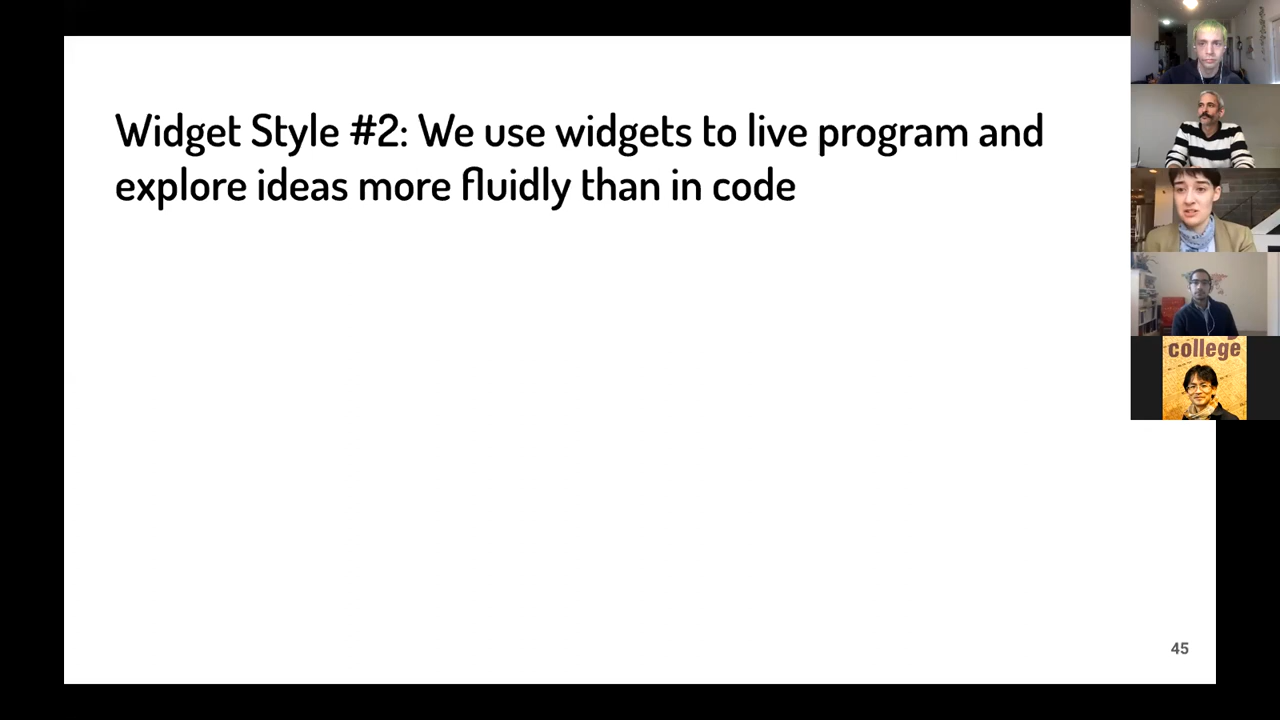 Widget Style #2: We use widgets to live program and
explore ideas more fluidly than in code
college
45